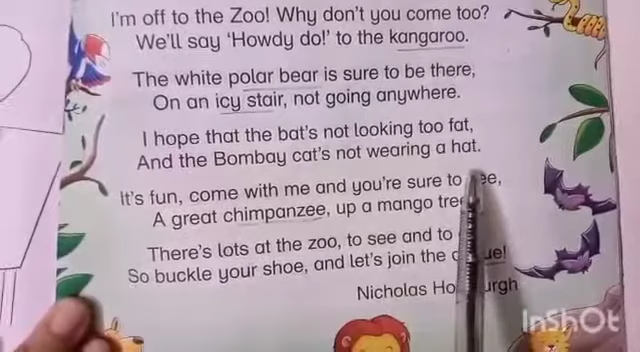 I'm off to the Zoo! Why don't you come too?
We'll say 'Howdy do!' to the kangaroo.
The white polar bear is sure to be there,
On an icy stair, not going anywhere.
I hope that the bat's not looking too fat,
And the Bombay cat's not wearing a hat.
It's fun, come with me and you're sure to see,
A great chimpanzee, up a mango tree
There's lots at the zoo, to see and to
So buckle your shoe, and let's join the
Nicholas
InShOt